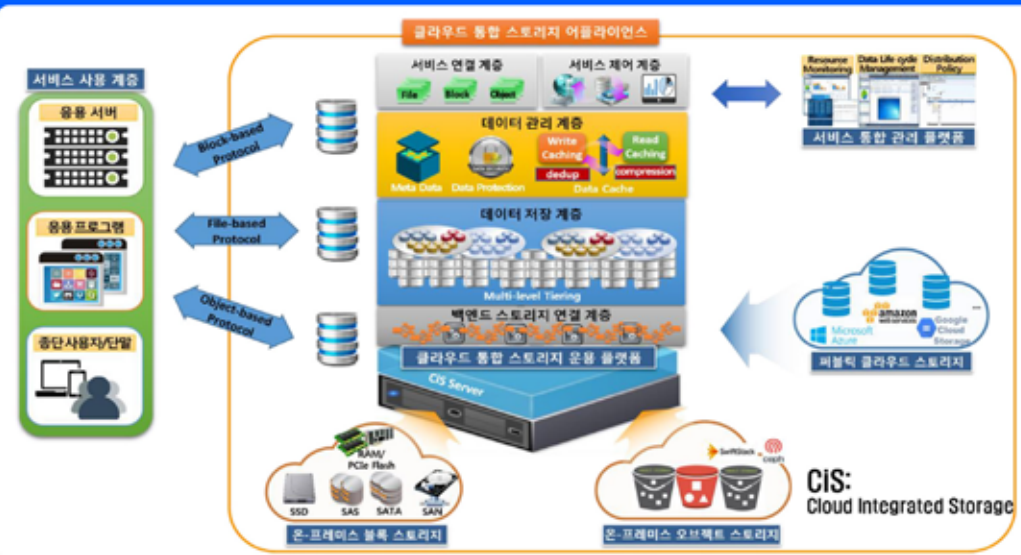 클라우드 통합 스토리지 어플라이언스
서비스 사용 계층
응용 서버
응용프로그램
종단사용자/단말
Block-based
Protocol
File-based
Protocol
Object-based
Protocol
서비스 연결 계층
File
Block
Object
서비스 제어 계층
데이터 관리 계층
Meta Data
Data Protection
Write
Caching
Read
Caching
dedup
compression
Data Cache
데이터 저장 계층
Multi-level Tiering
백엔드 스토리지 연결 계층
클라우드 통합 스토리지 운용 플랫폼
CiS Server
Resource
Monitoring
Data Life cycle
Management
Distribution
Policy
서비스 통합 관리 플랫폼
amazon
web services
Microsoft
Azure
Google
Cloud
Storage
...
퍼블릭 클라우드 스토리지
RAM/
PCIe Flash
SSD
SAS
SATA
SAN
온-프레미스 블록 스토리지
SwiftStack
ceph
온-프레미스 오브젝트 스토리지
CiS:
Cloud Integrated Storage